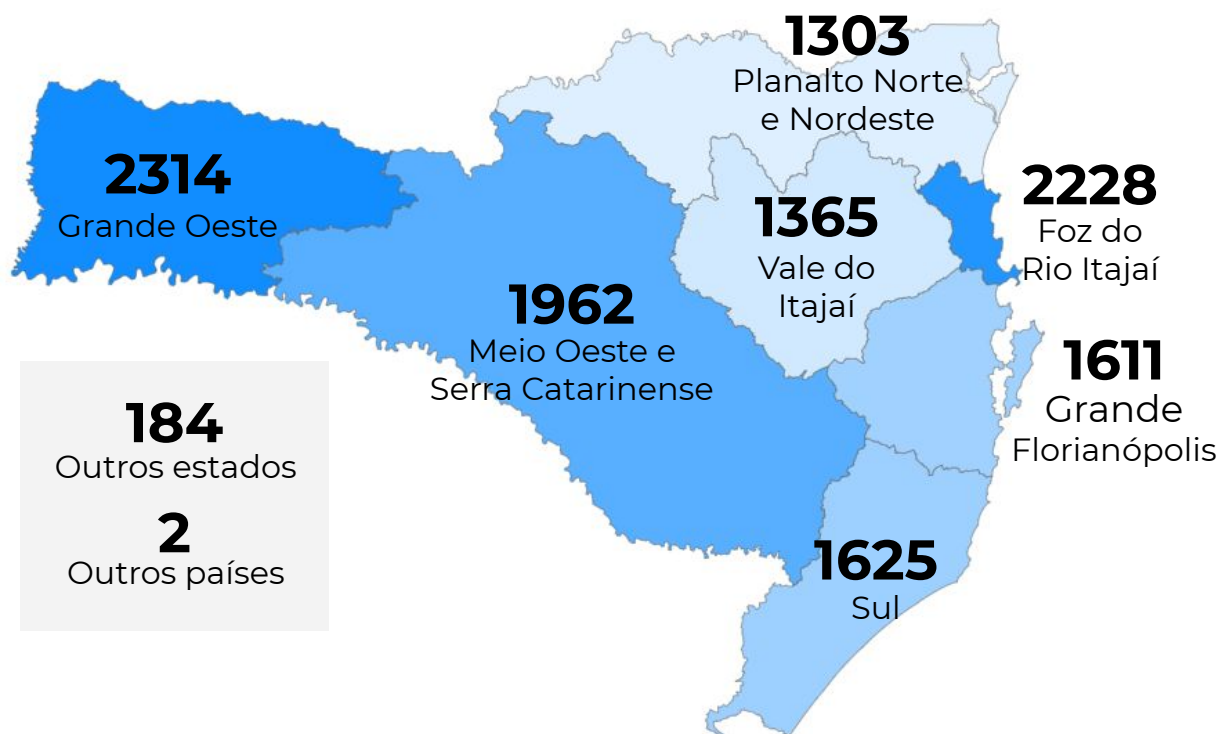 1303
Planalto Norte
e Nordeste
2314
Grande Oeste
1365
Vale do
Itajaí
2228
Foz do
Rio Itajaí
1962
Meio Oeste e
Serra Catarinense
1611
Grande
Florianópolis
184
Outros estados
2
Outros países
1625
Sul